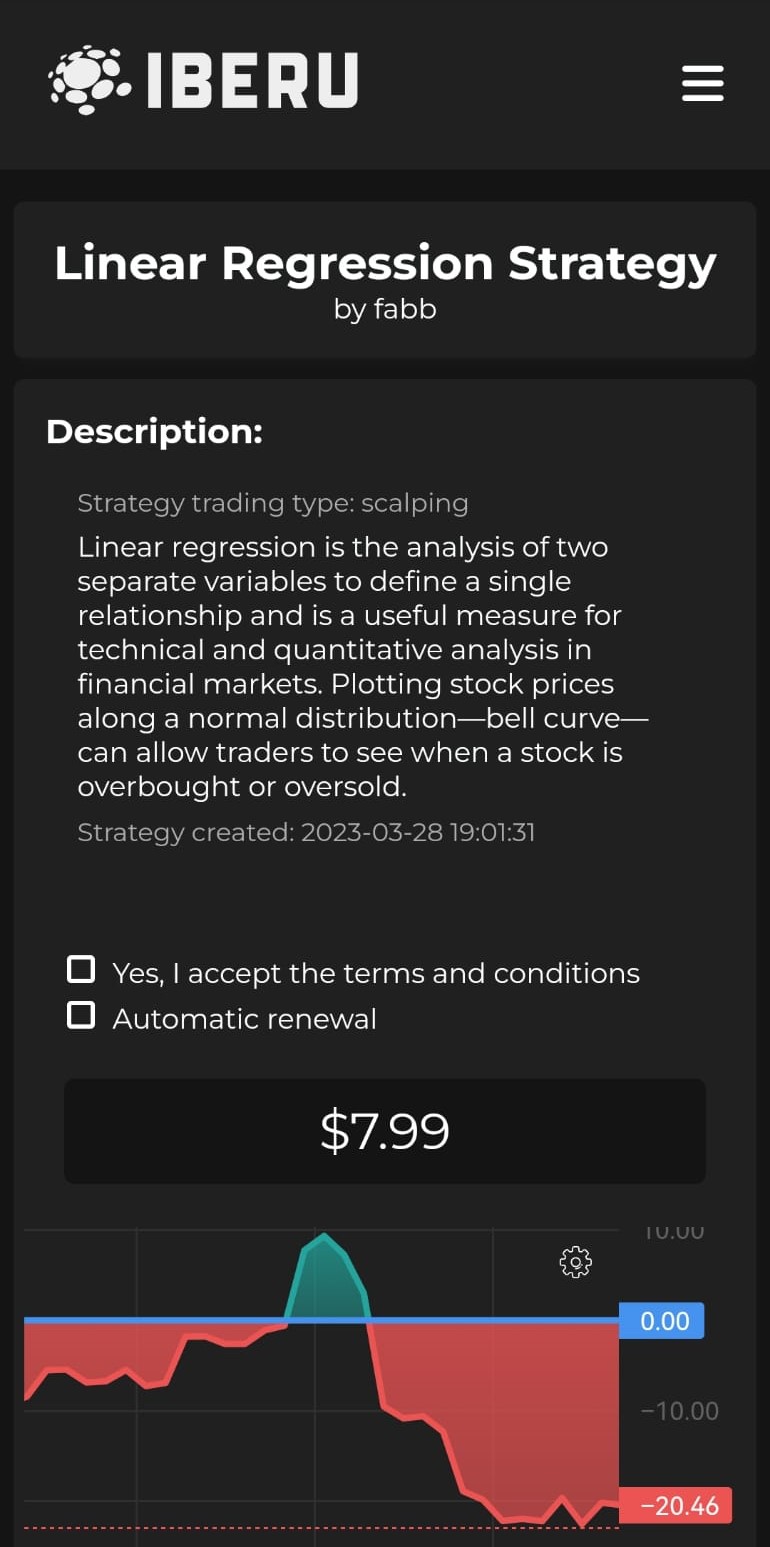 IBERU
Linear Regression Strategy
by fabb
Description:
Strategy trading type: scalping
Linear regression is the analysis of two
separate variables to define a single
relationship and is a useful measure for
technical and quantitative analysis in
financial markets. Plotting stock prices
along a normal distribution—bell curve—
can allow traders to see when a stock is
overbought or oversold.
Strategy created: 2023-03-28 19:01:31
Yes, I accept the terms and conditions
Automatic renewal
$7.99
10.00
0.00
−10.00
−20.46